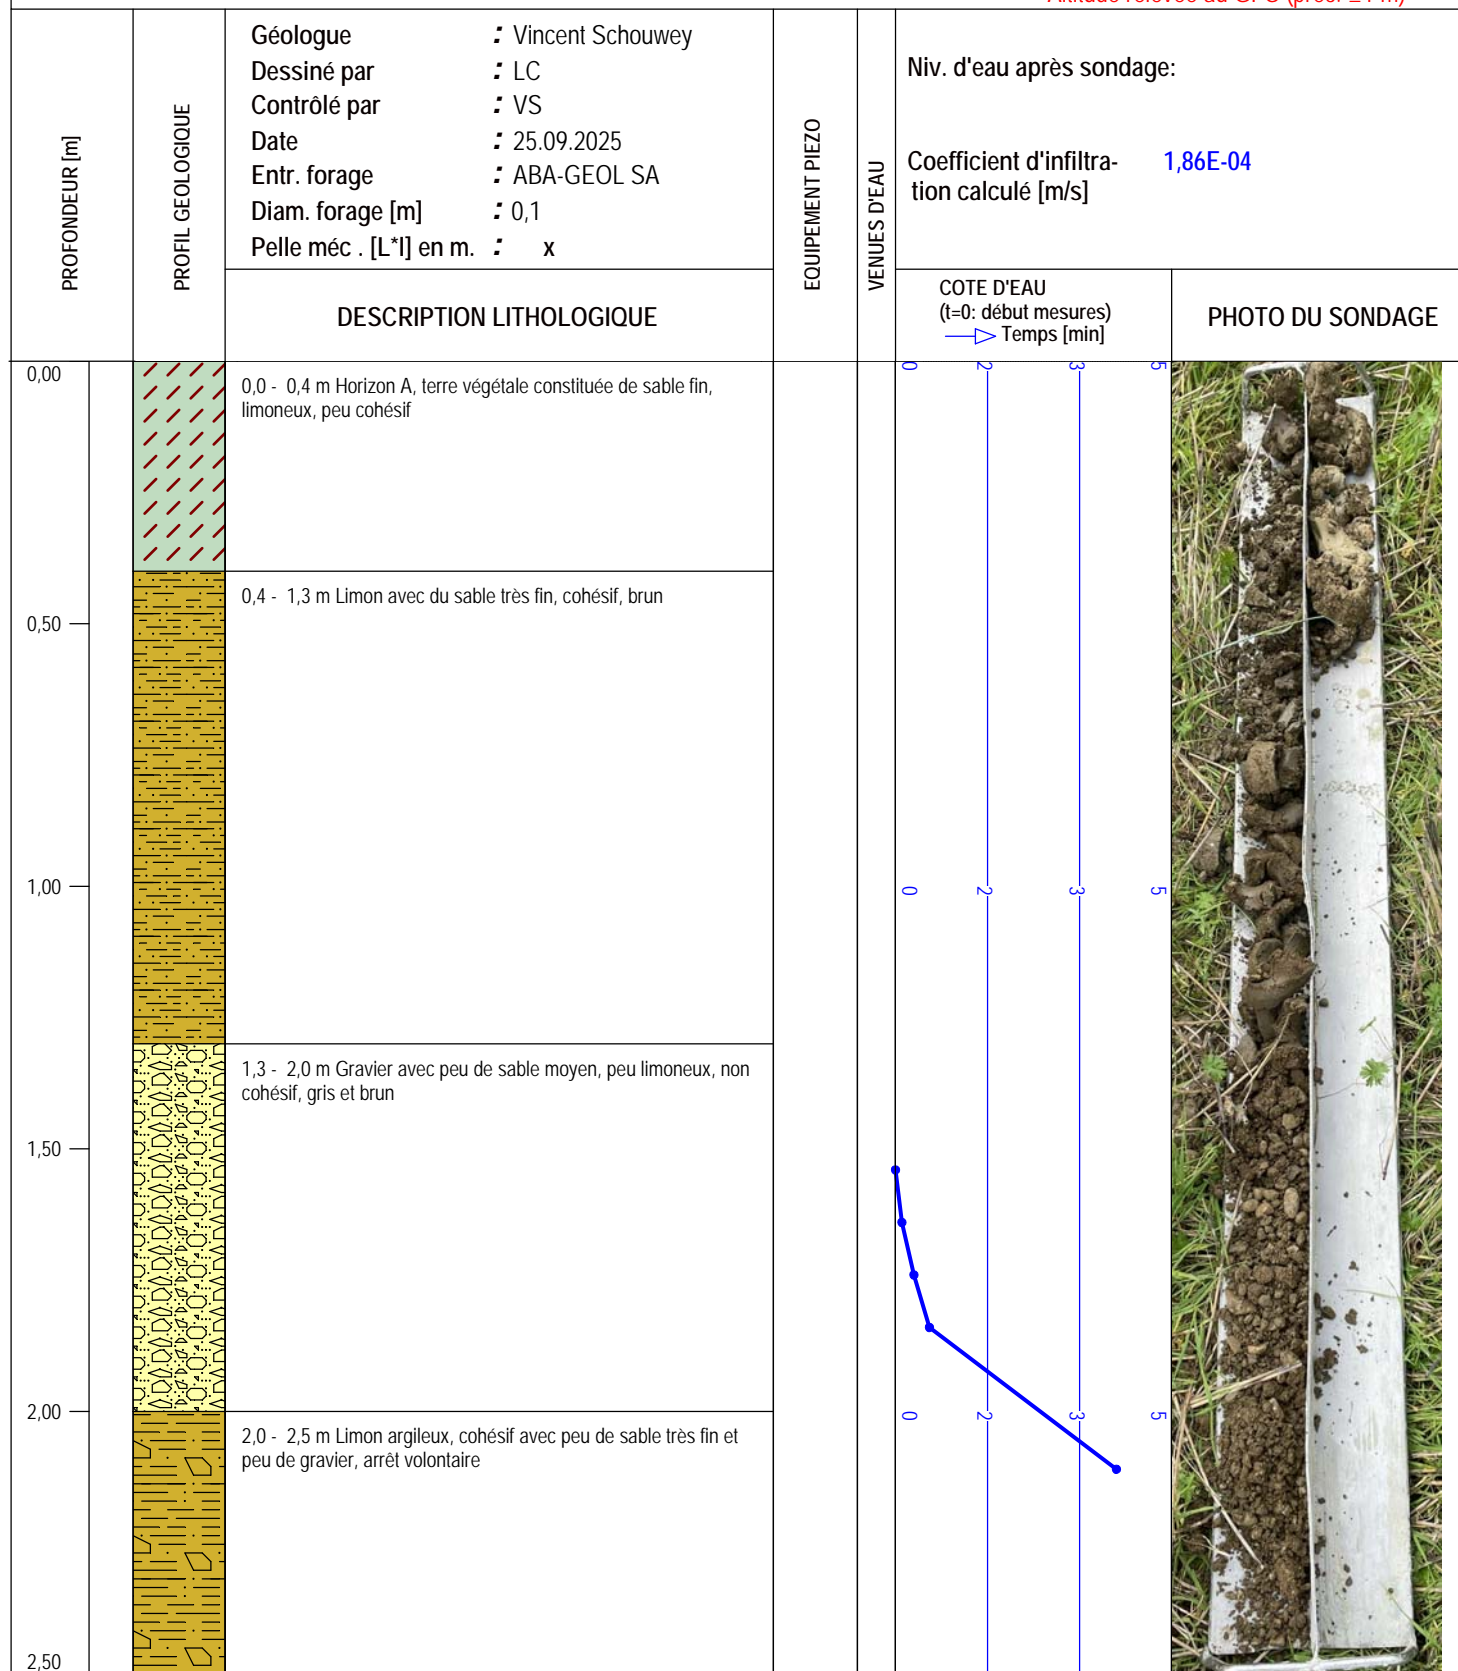 PROFONDEUR [m]
PROFIL GEOLOGIQUE
Géologue : Vincent Schouwey
Dessiné par : LC
Contrôlé par : VS
Date : 25.09.2025
Entr. forage : ABA-GEOL SA
Diam. forage [m] : 0,1
Pelle méc . [L*l] en m. : x
DESCRIPTION LITHOLOGIQUE
EQUIPEMENT PIEZO
VENUES D'EAU
Niv. d'eau après sondage:
Coefficient d'infiltra- 1,86E-04
tion calculé [m/s]
COTE D'EAU
(t=0: début mesures)
Temps [min]
PHOTO DU SONDAGE
0,00
0 2 3 5
0,0 - 0,4 m Horizon A, terre végétale constituée de sable fin,
limoneux, peu cohésif
0,4 - 1,3 m Limon avec du sable très fin, cohésif, brun
0,50
1,00
0 2 3 5
1,3 - 2,0 m Gravier avec peu de sable moyen, peu limoneux, non
cohésif, gris et brun
1,50
2,00
0 2 3 5
2,0 - 2,5 m Limon argileux, cohésif avec peu de sable très fin et
peu de gravier, arrêt volontaire
2,50